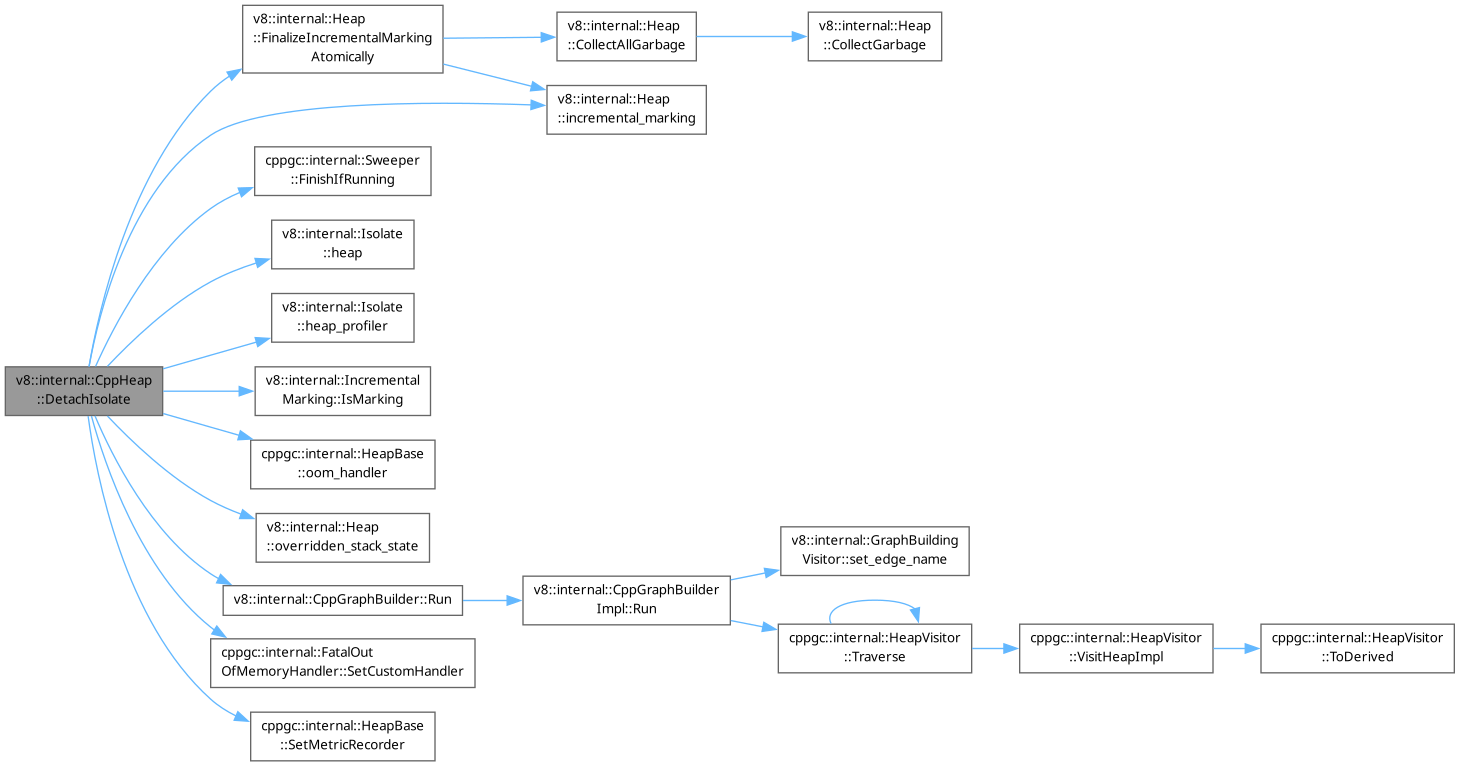 v8::internal::Heap
::FinalizeIncrementalMarking
Atomically
v8::internal::Heap
::CollectAllGarbage
v8::internal::Heap
::CollectGarbage
v8::internal::Heap
::incremental_marking
cppgc::internal::Sweeper
::FinishIfRunning
v8::internal::Isolate
::heap
v8::internal::Isolate
::heap_profiler
v8::internal::CppHeap
::DetachIsolate
v8::internal::Incremental
Marking::IsMarking
cppgc::internal::HeapBase
::oom_handler
v8::internal::Heap
::overridden_stack_state
v8::internal::CppGraphBuilder::Run
v8::internal::CppGraphBuilder
Impl::Run
v8::internal::GraphBuilding
Visitor::set_edge_name
cppgc::internal::HeapVisitor
::Traverse
cppgc::internal::HeapVisitor
::VisitHeapImpl
cppgc::internal::HeapVisitor
::ToDerived
cppgc::internal::FatalOut
OfMemoryHandler::SetCustomHandler
cppgc::internal::HeapBase
::SetMetricRecorder